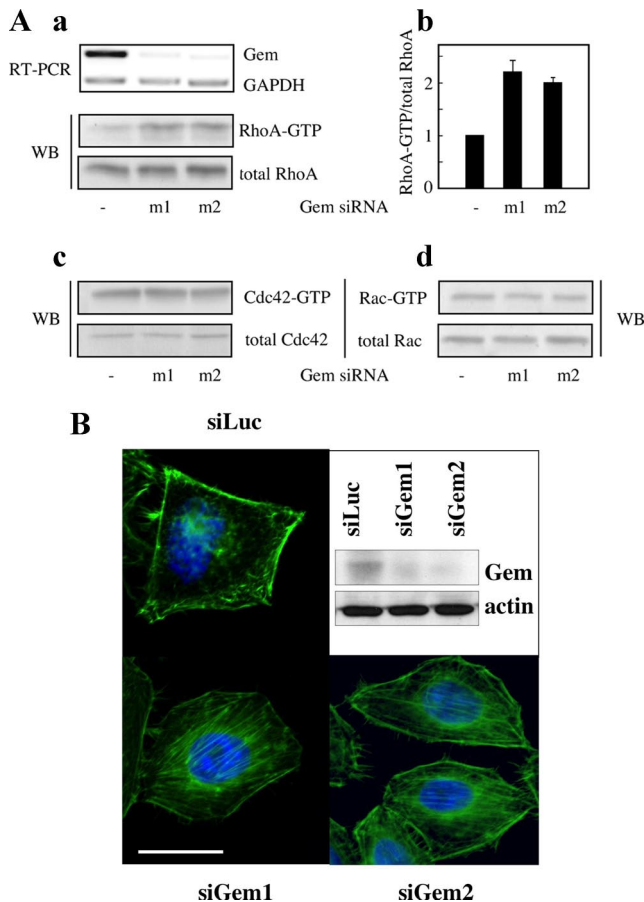 A a b
RT-PCR Gem
GAPDH
WB RhoA-GTP
total RhoA
- m1 m2 Gem siRNA
RhoA-GTP/total RhoA
2
1
0
- m1 m2
c d
WB Cdc42-GTP Rac-GTP WB
total Cdc42 total Rac
- m1 m2 Gem siRNA - m1 m2
B
siLuc
siLuc siGem1 siGem2
Gem
actin
siGem1 siGem2